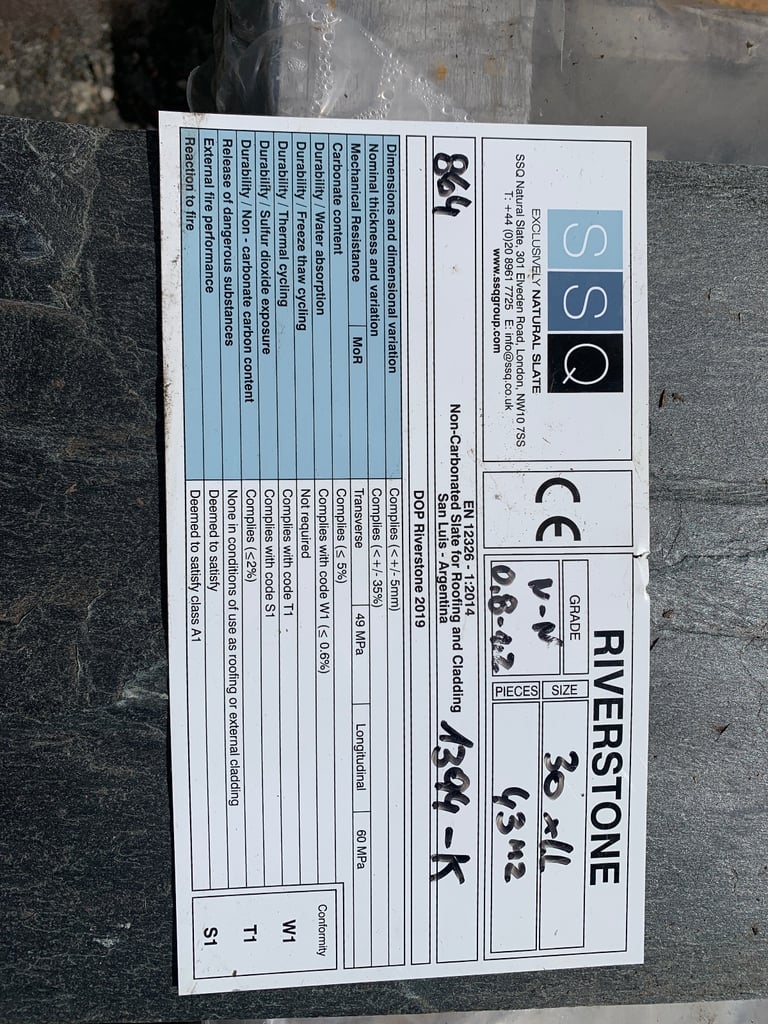 SSQ
EXCLUSIVELY NATURAL SLATE
SSQ Natural Slate, 301 Elveden Road, London, NW10 7SS
T: +44 (0)20 8961 7725 E: info@ssq.co.uk
www.ssqgroup.com
CE
RIVERSTONE
GRADE
N-N
0.8-1.2
SIZE
30 x LL
PIECES
43 M2
864
EN 12326 - 1:2014
Non-Carbonated Slate for Roofing and Cladding
San Luis - Argentina
1394-K
DOP Riverstone 2019
Dimensions and dimensional variation Complies (<+/- 5mm)
Nominal thickness and variation Complies (<+/- 35%)
Mechanical Resistance MoR Transverse 49 MPa Longitudinal 60 MPa
Carbonate content Complies (≤ 5%)
Durability / Water absorption Complies with code W1 (≤ 0.6%)
Durability / Freeze thaw cycling Not required
Durability / Thermal cycling Complies with code T1
Durability / Sulfur dioxide exposure Complies with code S1
Durability / Non - carbonate carbon content Complies (≤2%)
Release of dangerous substances None in conditions of use as roofing or external cladding
External fire performance Deemed to satisfy
Reaction to fire Deemed to satisfy class A1
Conformity
W1
T1
S1